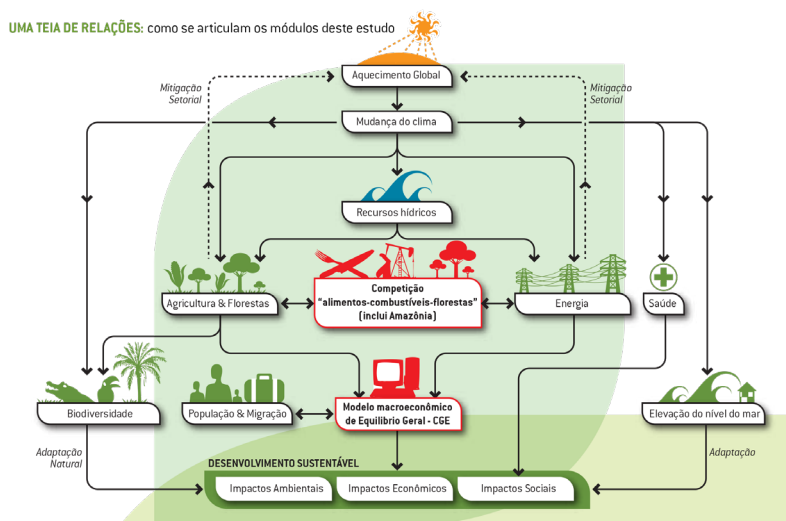 UMA TEIA DE RELAÇÕES: como se articulam os módulos deste estudo
Aquecimento Global
Mitigação
Setorial
Mitigação
Setorial
Mudança do clima
Recursos hídricos
Agricultura & Florestas
Competição
“alimentos-combustíveis-florestas”
(inclui Amazônia)
Energia
Saúde
Biodiversidade
População & Migração
Modelo macroeconômico
de Equilibrio Geral - CGE
Elevação do nível do mar
Adaptação
Natural
Adaptação
DESENVOLVIMENTO SUSTENTÁVEL
Impactos Ambientais
Impactos Econômicos
Impactos Sociais